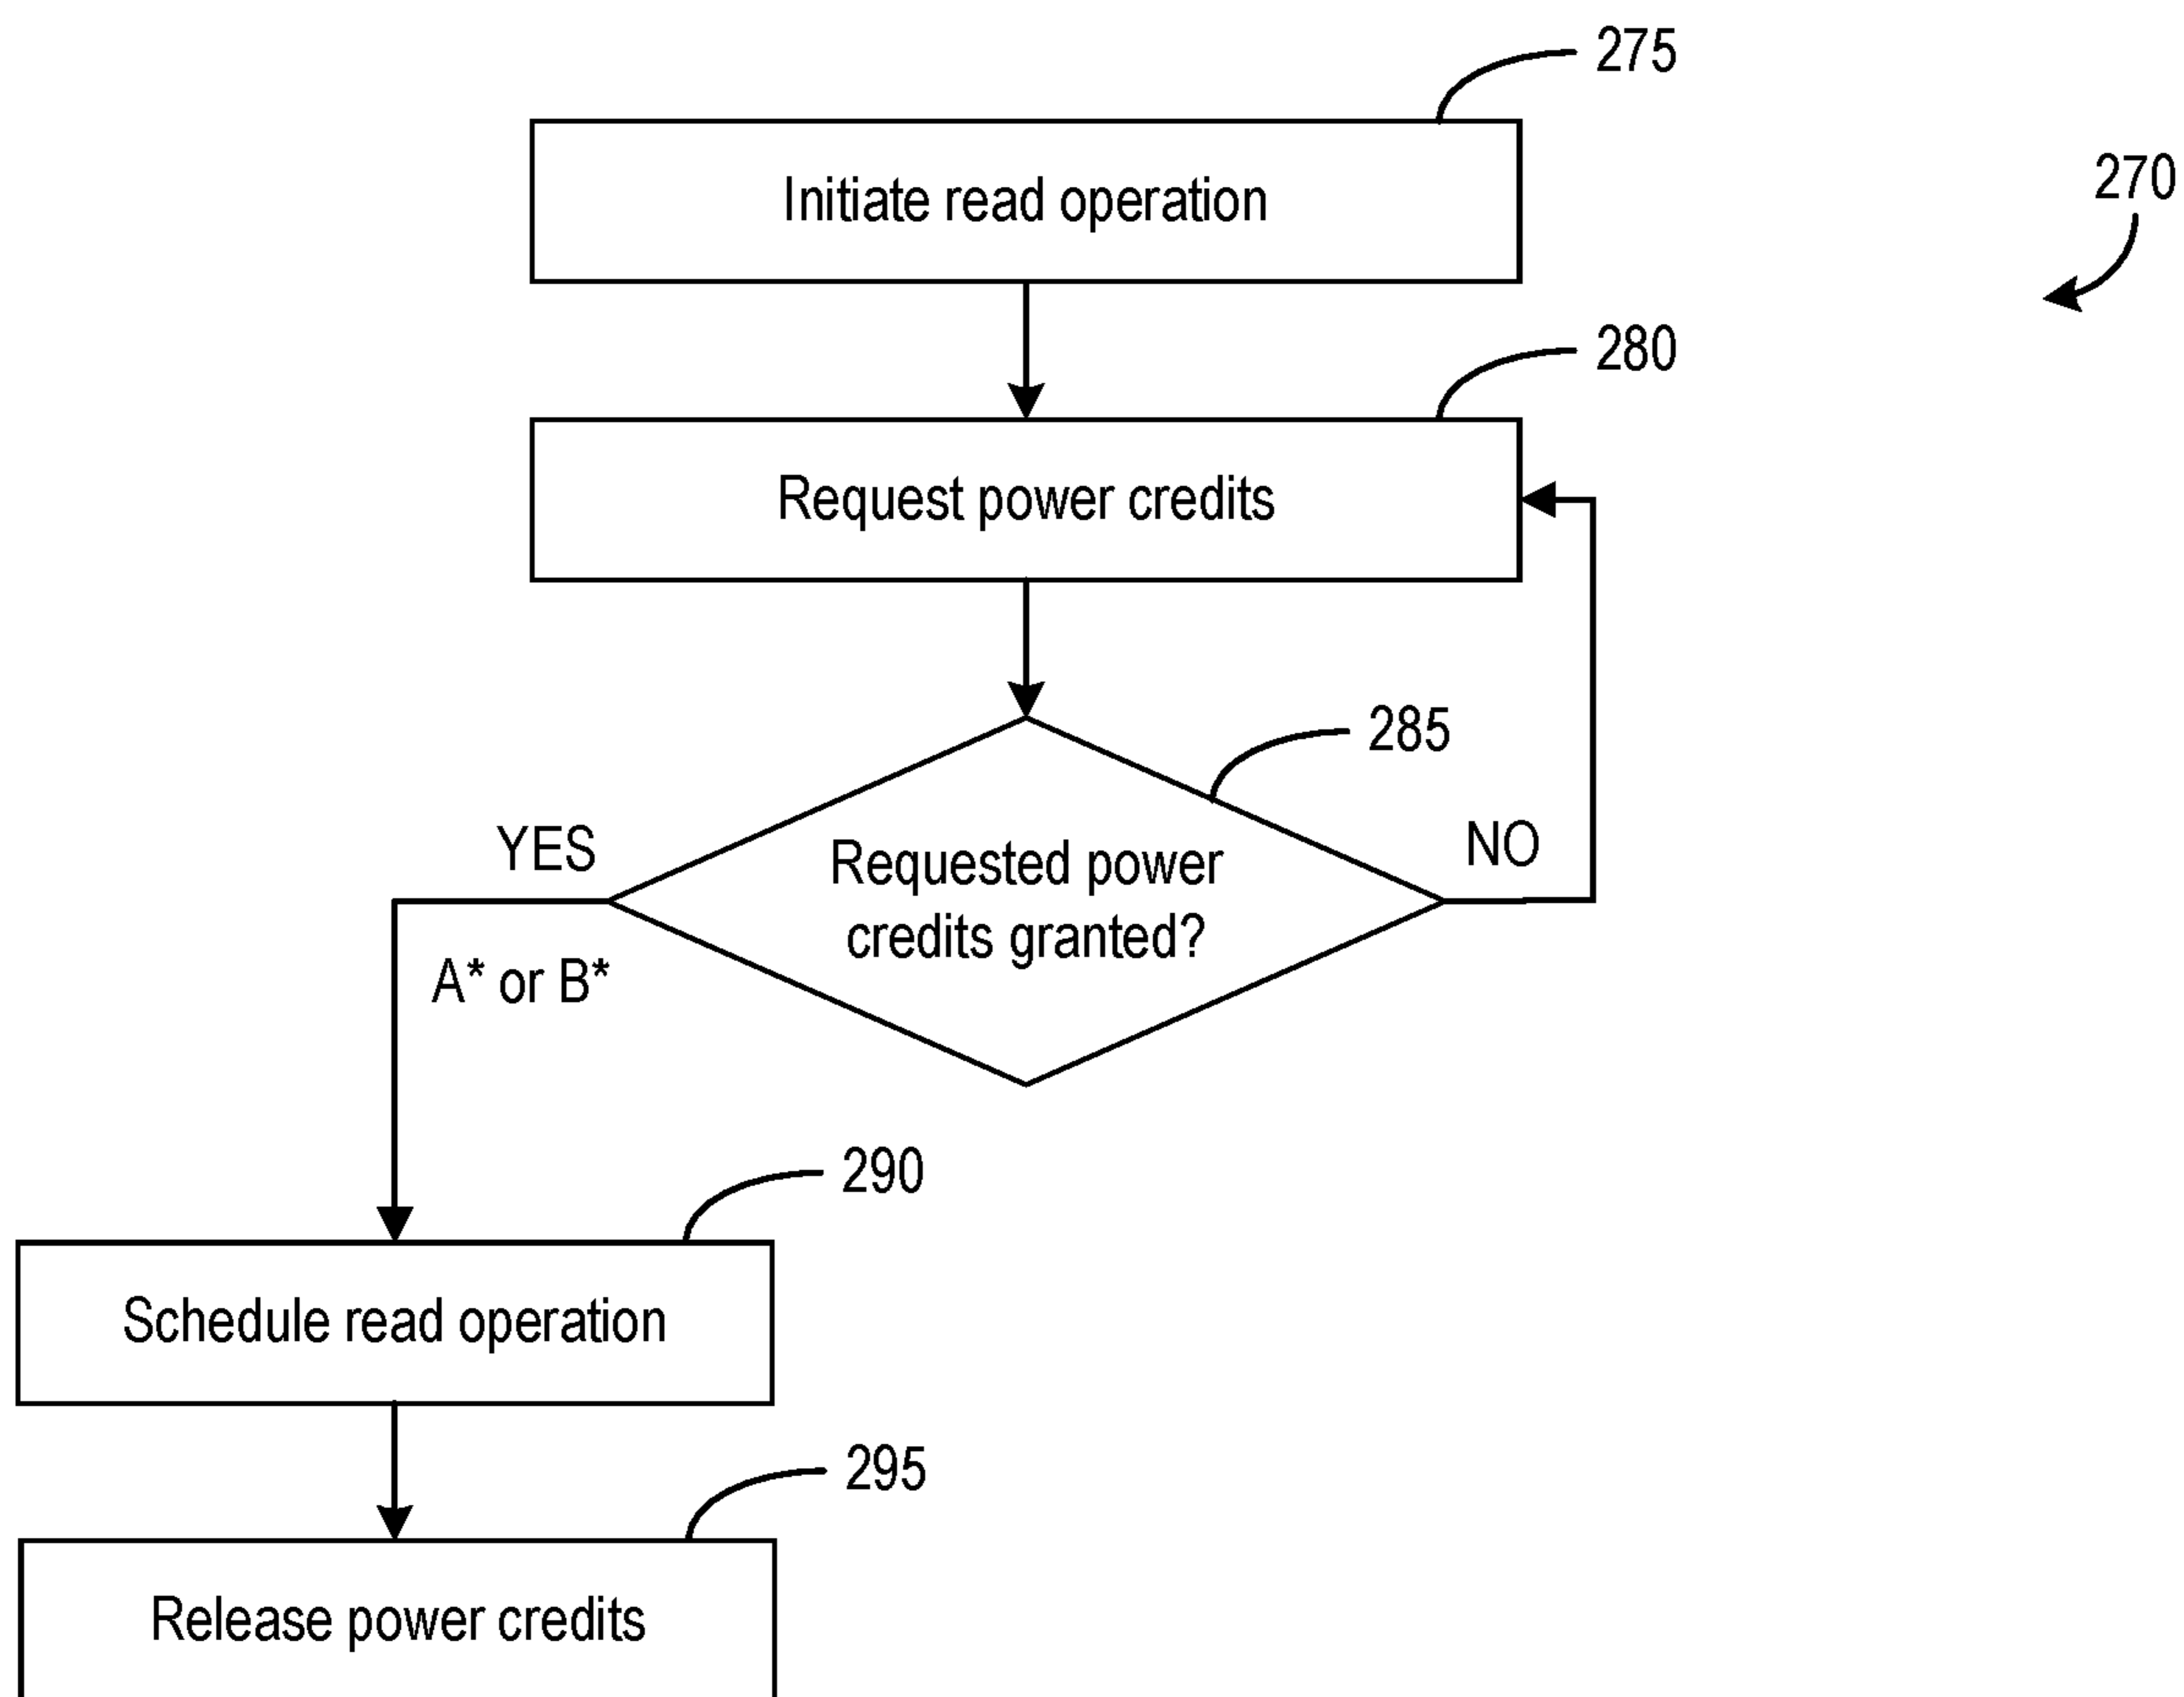 275
Initiate read operation
270
280
Request power credits
285
YES
NO
Requested power
credits granted?
A* or B*
290
Schedule read operation
295
Release power credits